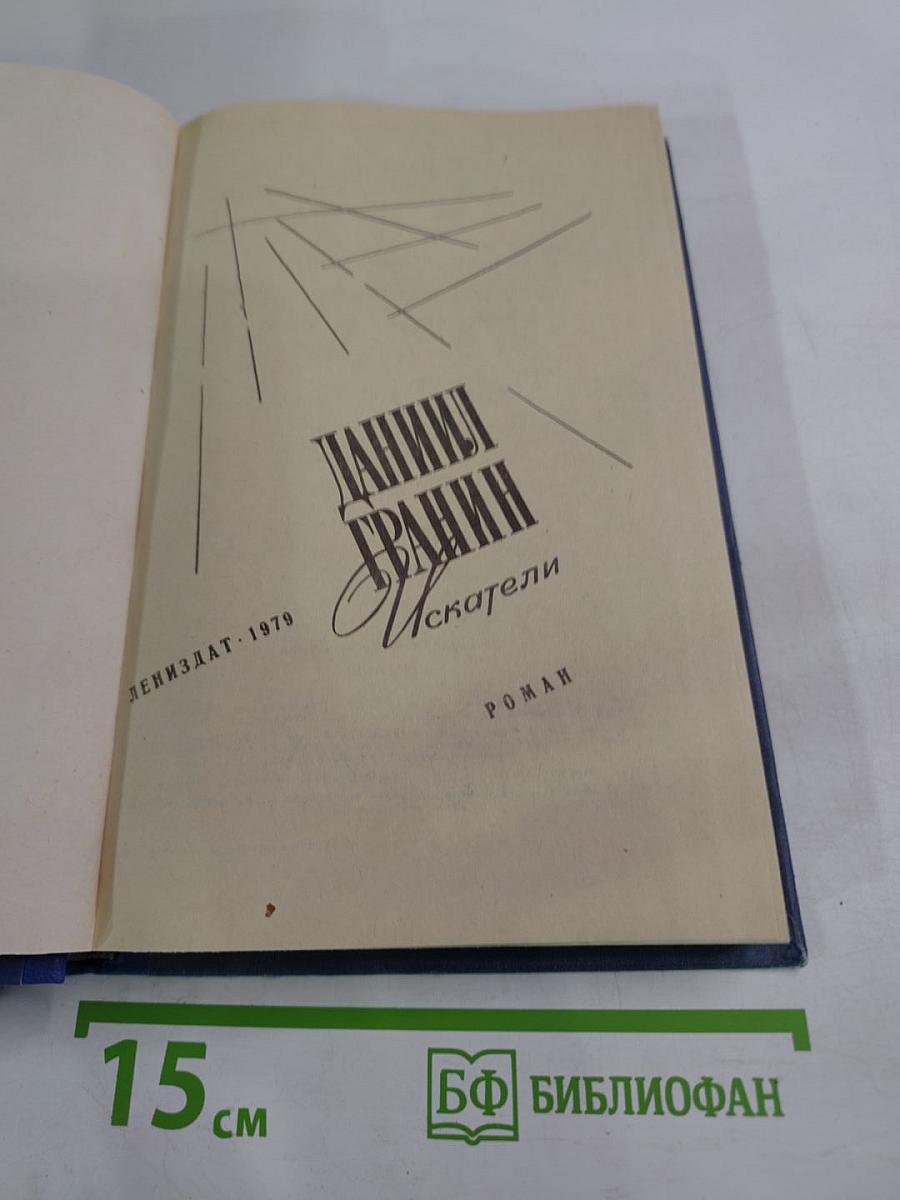 ДАНИИЛ
ГРАНИН
Искатели
РОМАН
ЛЕНИЗДАТ · 1979
15 см
БФ БИБЛИОФАН